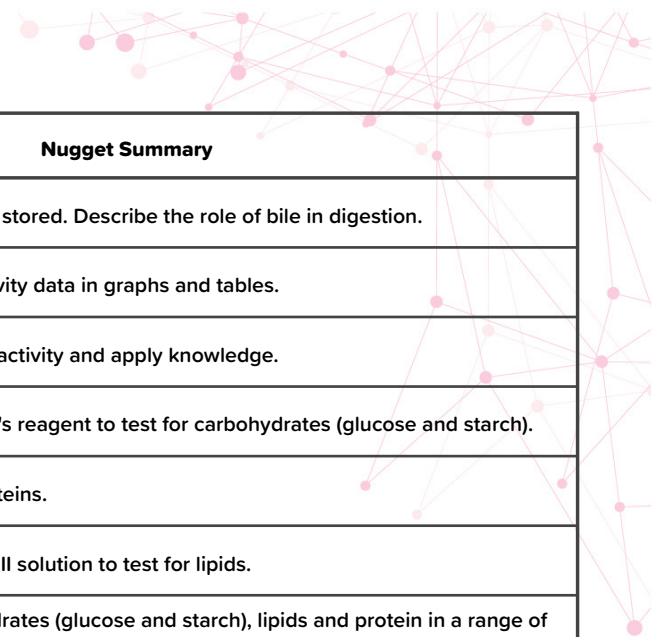 Nugget Summary
stored. Describe the role of bile in digestion.
vity data in graphs and tables.
activity and apply knowledge.
's reagent to test for carbohydrates (glucose and starch).
teins.
II solution to test for lipids.
drates (glucose and starch), lipids and protein in a range of